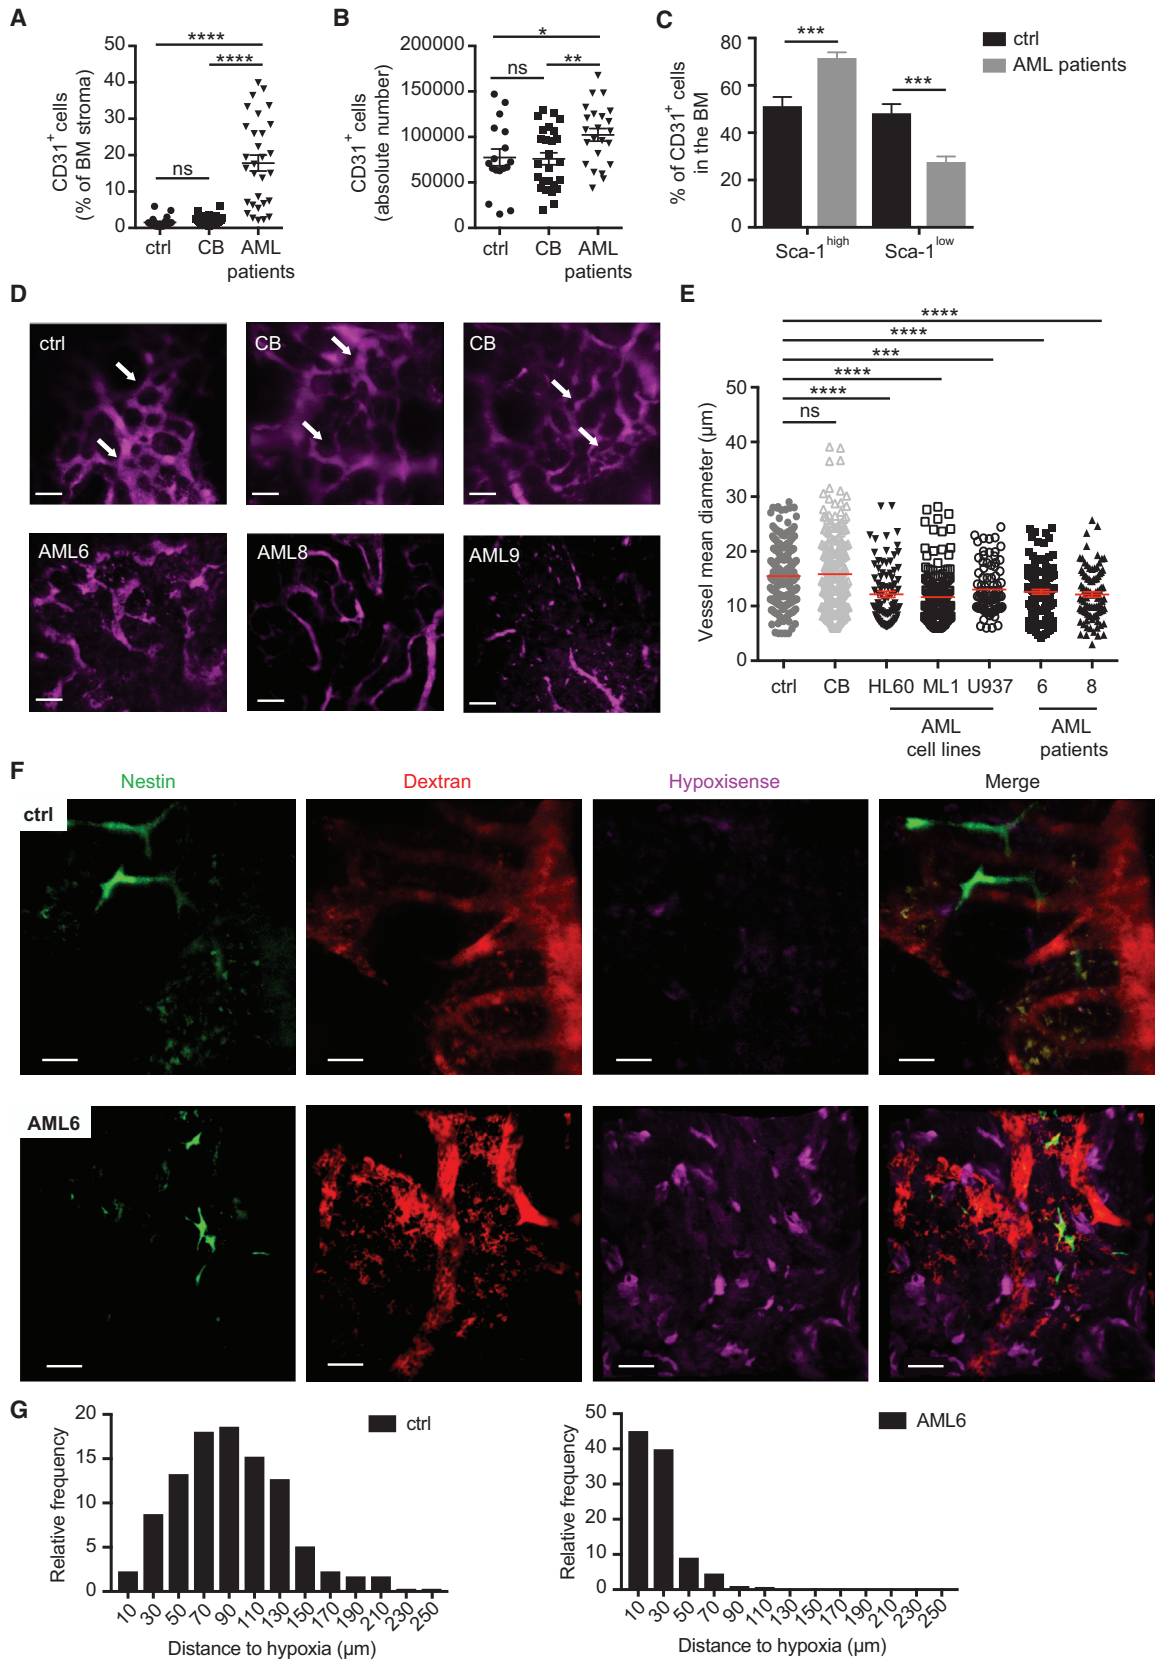 A
CD31+ cells
(% of BM stroma)
50
40
30
20
10
0
****
****
ns
ctrl
CB
AML
patients
B
CD31+ cells
(absolute number)
200000
150000
100000
50000
0
*
ns
**
ctrl
CB
AML
patients
C
% of CD31+ cells
in the BM
80
60
40
20
0
***
***
Sca-1high
Sca-1low
ctrl
AML patients
D
ctrl
CB
CB
AML6
AML8
AML9
E
Vessel mean diameter (µm)
50
40
30
20
10
0
****
****
***
****
****
ns
ctrl
CB
HL60
ML1
U937
6
8
AML
cell lines
AML
patients
F
Nestin
Dextran
Hypoxisense
Merge
ctrl
AML6
G
Relative frequency
20
15
10
5
0
ctrl
10 30 50 70 90 110 130 150 170 190 210 230 250
Distance to hypoxia (µm)
Relative frequency
50
40
30
20
10
0
AML6
10 30 50 70 90 110 130 150 170 190 210 230 250
Distance to hypoxia (µm)